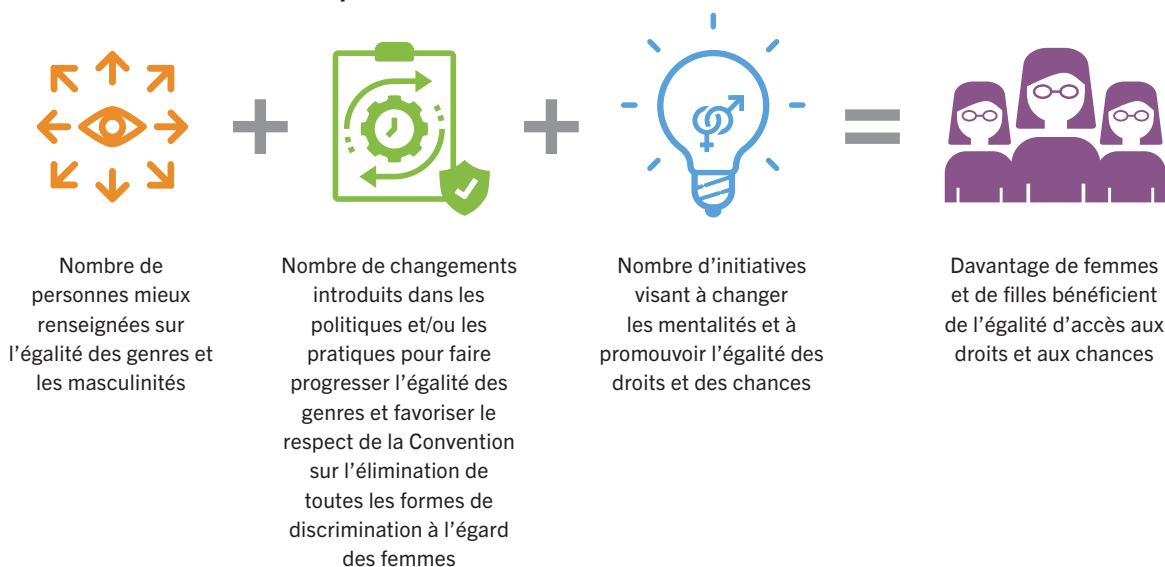 Nombre de
personnes mieux
renseignées sur
l’égalité des genres et
les masculinités
Nombre de changements
introduits dans les
politiques et/ou les
pratiques pour faire
progresser l’égalité des
genres et favoriser le
respect de la Convention
sur l’élimination de
toutes les formes de
discrimination à l’égard
des femmes
Nombre d’initiatives
visant à changer
les mentalités et à
promouvoir l’égalité des
droits et des chances
Davantage de femmes
et de filles bénéficient
de l’égalité d’accès aux
droits et aux chances